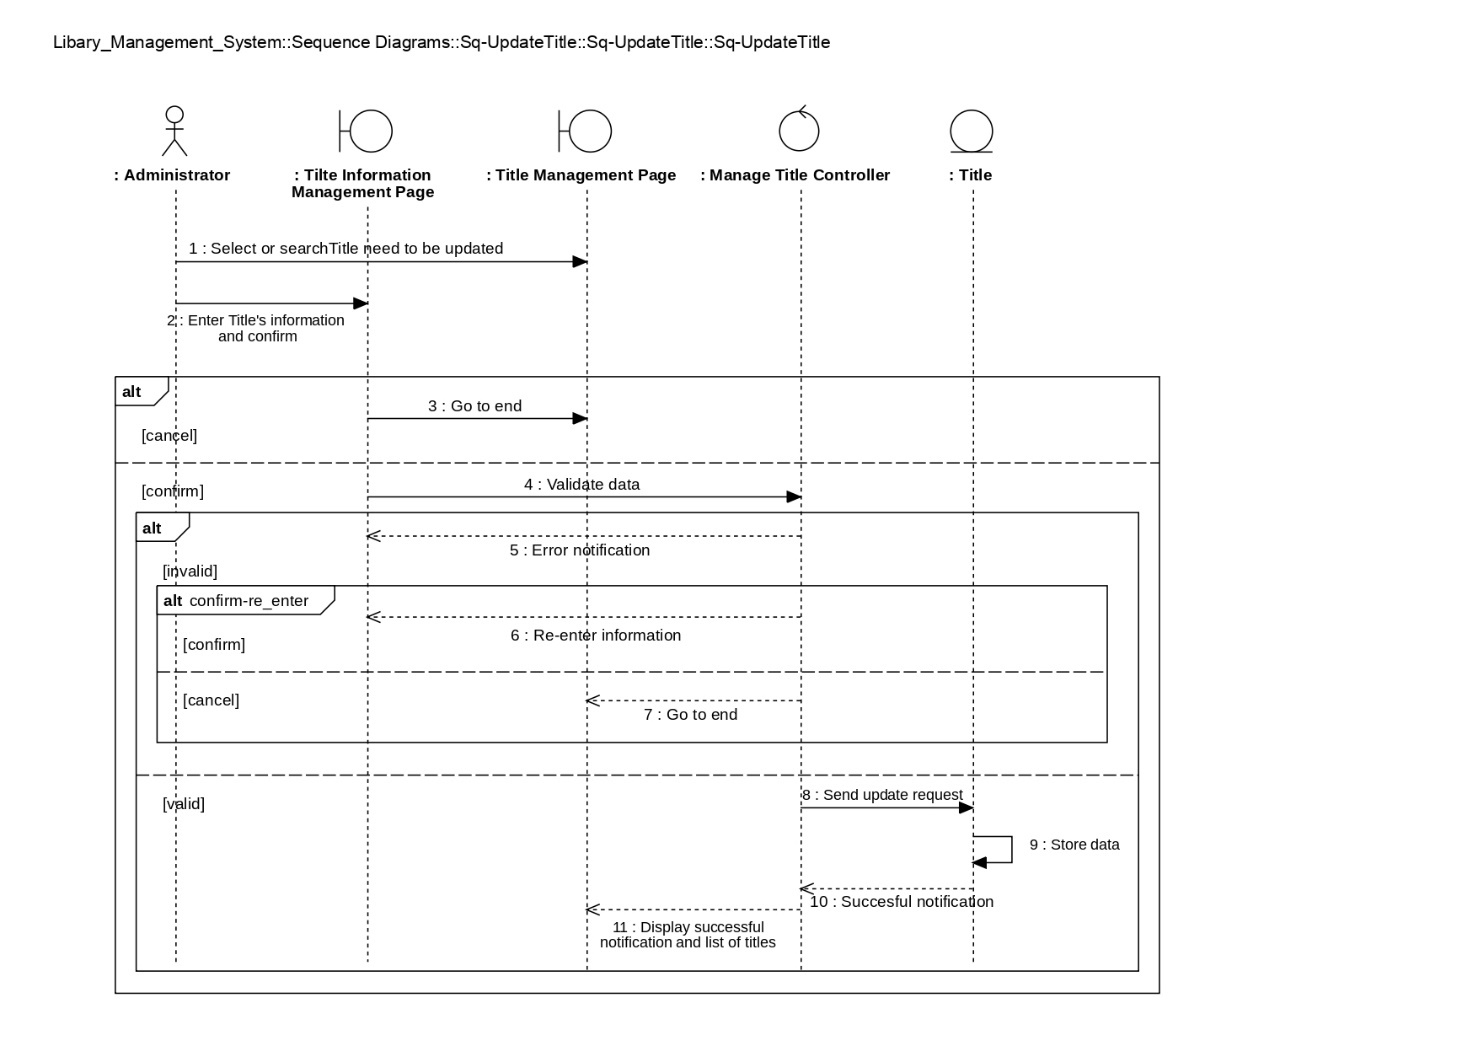 Libary_Management_System::Sequence Diagrams::Sq-UpdateTitle::Sq-UpdateTitle::Sq-UpdateTitle
: Administrator
: Tilte Information
Management Page
: Title Management Page
: Manage Title Controller
: Title
1 : Select or searchTitle need to be updated
2 : Enter Title's information
and confirm
alt
3 : Go to end
[cancel]
4 : Validate data
[confirm]
alt
5 : Error notification
[invalid]
alt confirm-re_enter
6 : Re-enter information
[confirm]
[cancel]
7 : Go to end
8 : Send update request
[valid]
9 : Store data
10 : Succesful notification
11 : Display successful
notification and list of titles